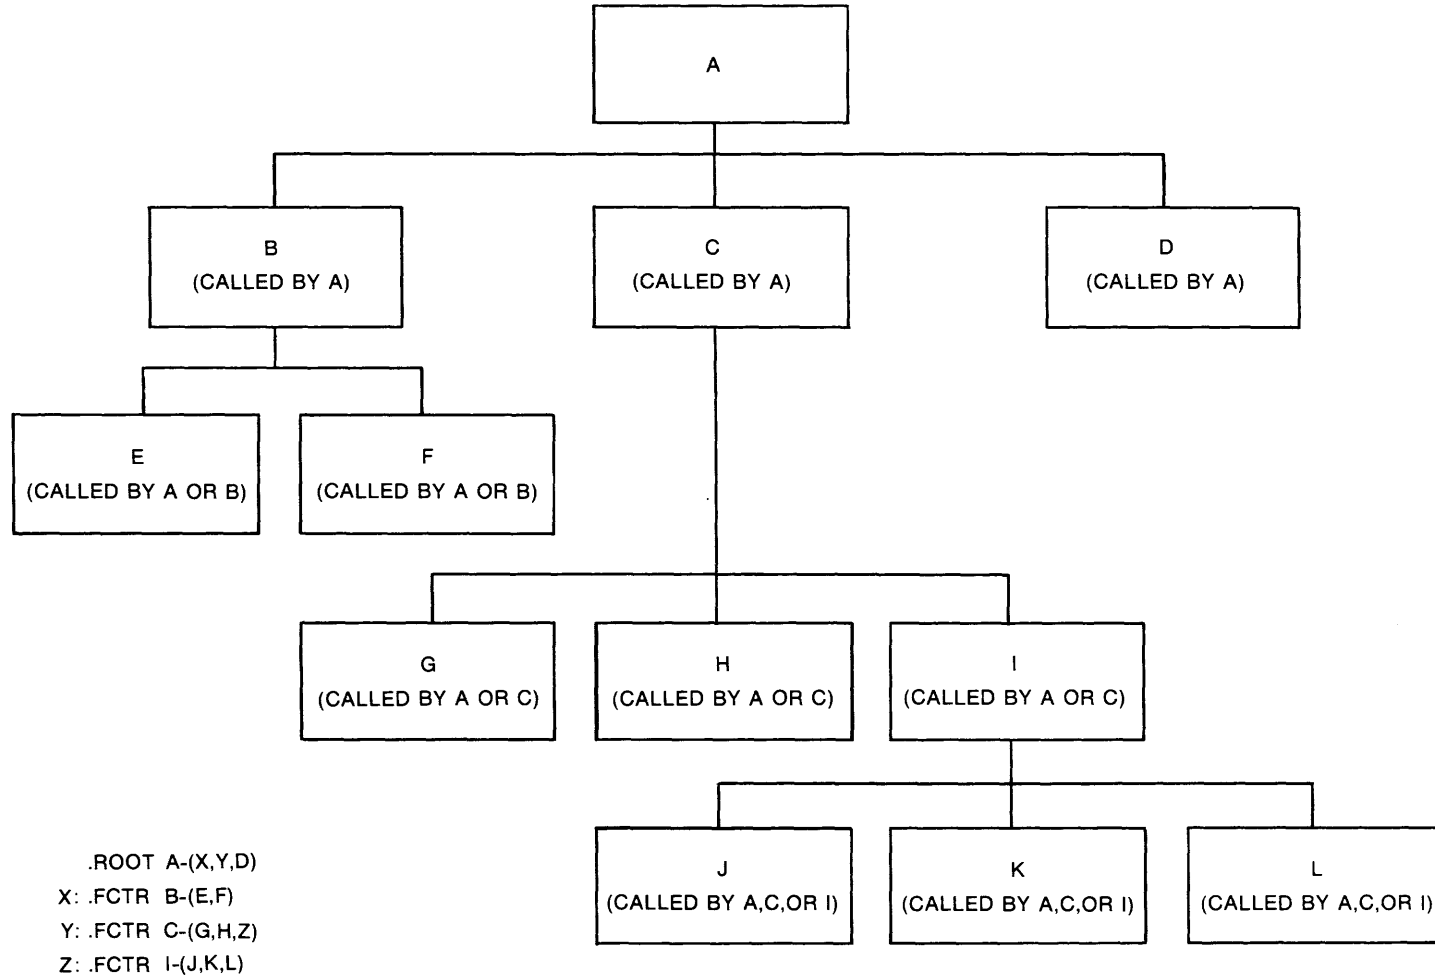 A
B
(CALLED BY A)
C
(CALLED BY A)
D
(CALLED BY A)
E
(CALLED BY A OR B)
F
(CALLED BY A OR B)
G
(CALLED BY A OR C)
H
(CALLED BY A OR C)
I
(CALLED BY A OR C)
J
(CALLED BY A,C,OR I)
K
(CALLED BY A,C,OR I)
L
(CALLED BY A,C,OR I)
.ROOT A-(X,Y,D)
X: .FCTR B-(E,F)
Y: .FCTR C-(G,H,Z)
Z: .FCTR I-(J,K,L)